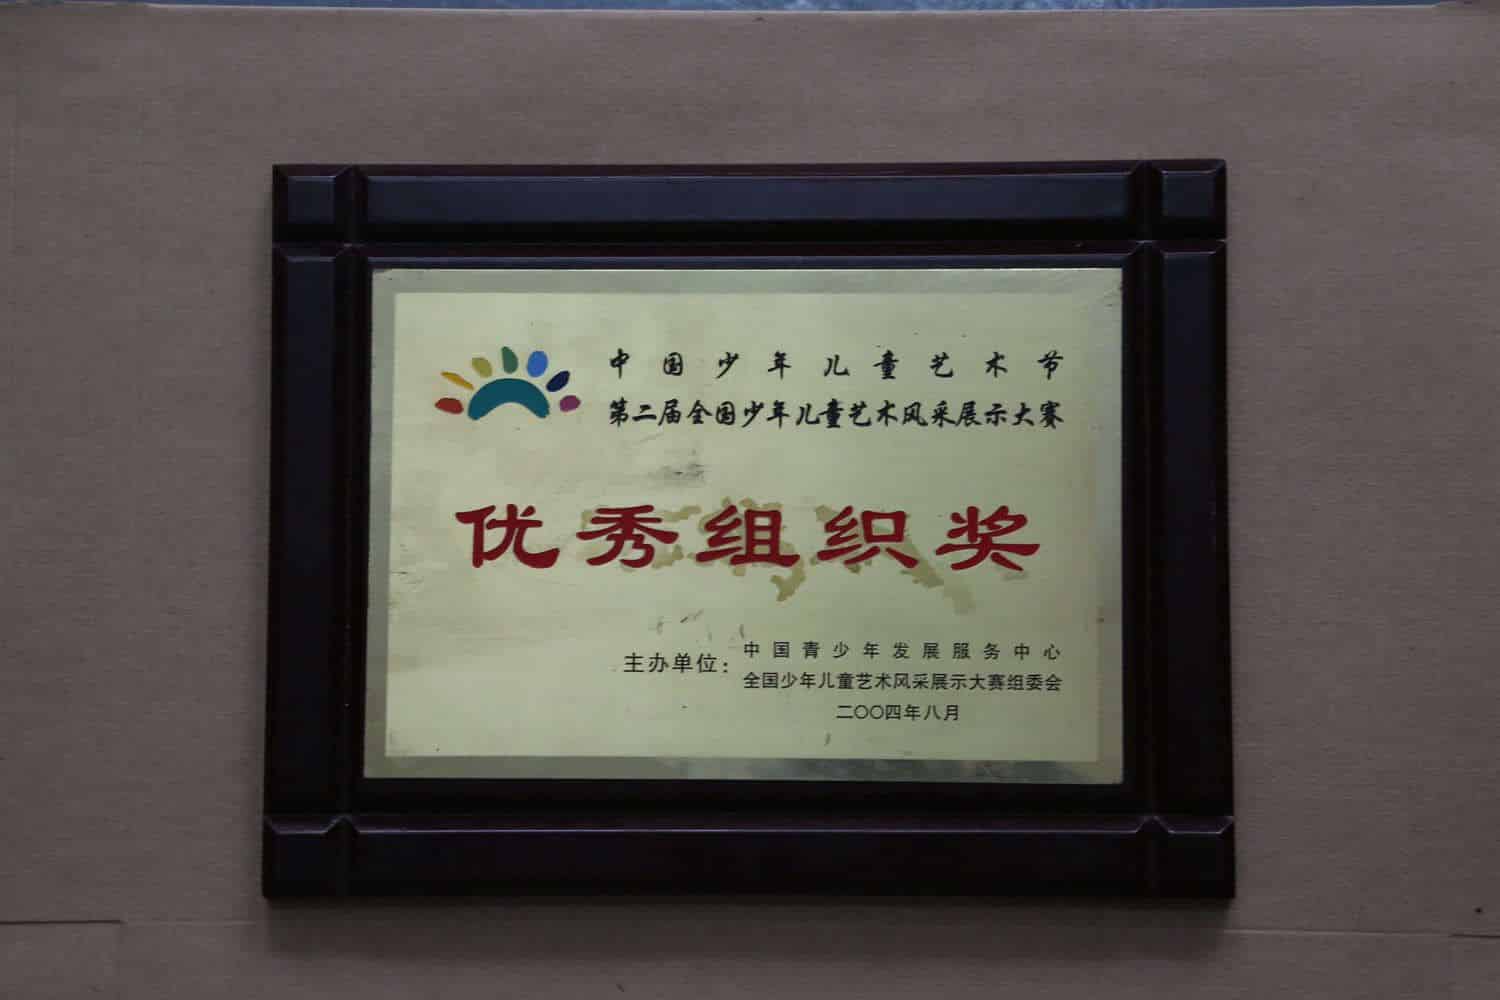 中国少年儿童艺术节
第二届全国少年儿童艺术风采展示大赛
优秀组织奖
主办单位：中国青少年发展服务中心
全国少年儿童艺术风采展示大赛组委会
二〇〇四年八月